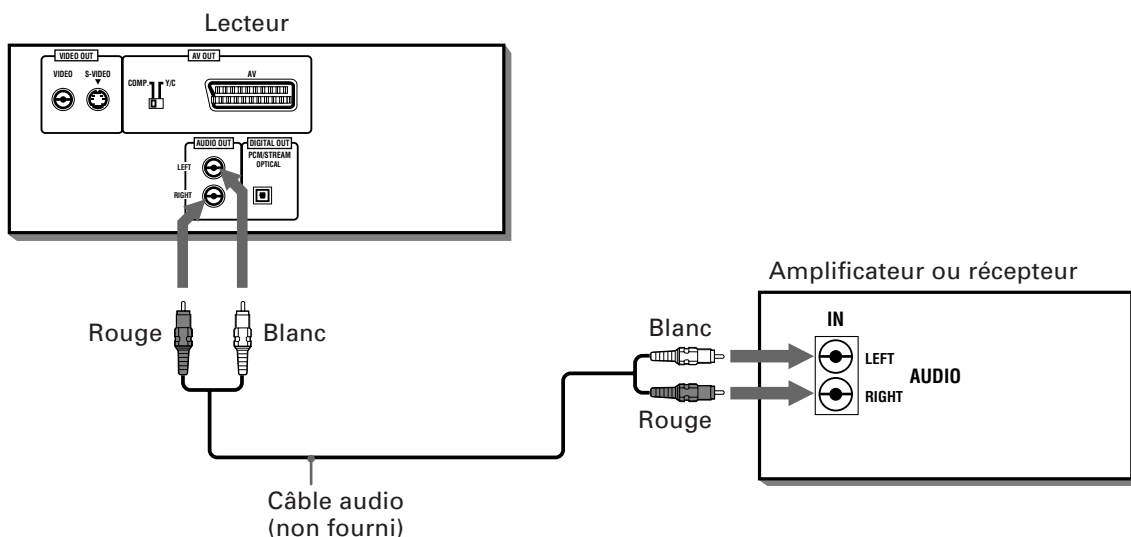 Lecteur
VIDEO OUT
AV OUT
VIDEO
S-VIDEO
COMP.
Y/C
AV
AUDIO OUT
DIGITAL OUT
LEFT
PCM/STREAM
OPTICAL
RIGHT
Amplificateur ou récepteur
Rouge
Blanc
Blanc
IN
LEFT
AUDIO
RIGHT
Rouge
Câble audio
(non fourni)